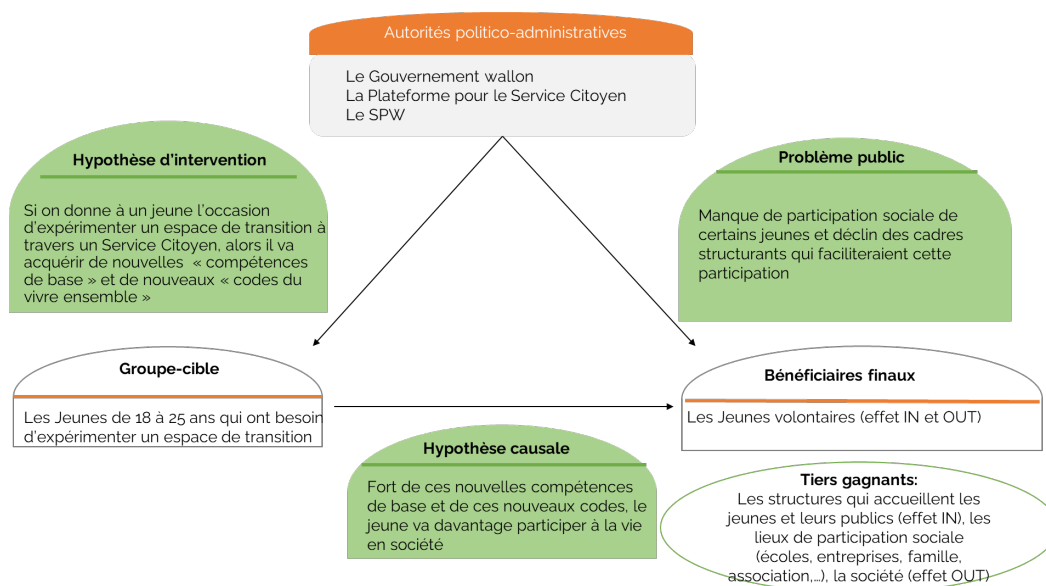 Autorités politico-administratives
Le Gouvernement wallon
La Plateforme pour le Service Citoyen
Le SPW
Hypothèse d'intervention
Si on donne à un jeune l'occasion
d'expérimenter un espace de transition à
travers un Service Citoyen, alors il va
acquérir de nouvelles « compétences
de base » et de nouveaux « codes du
vivre ensemble »
Problème public
Manque de participation sociale de
certains jeunes et déclin des cadres
structurants qui faciliteraient cette
participation
Groupe-cible
Les Jeunes de 18 à 25 ans qui ont besoin
d'expérimenter un espace de transition
Bénéficiaires finaux
Les Jeunes volontaires (effet IN et OUT)
Hypothèse causale
Fort de ces nouvelles compétences
de base et de ces nouveaux codes, le
jeune va davantage participer à la vie
en société
Tiers gagnants:
Les structures qui accueillent les
jeunes et leurs publics (effet IN), les
lieux de participation sociale
(écoles, entreprises, famille,
association,…), la société (effet OUT)